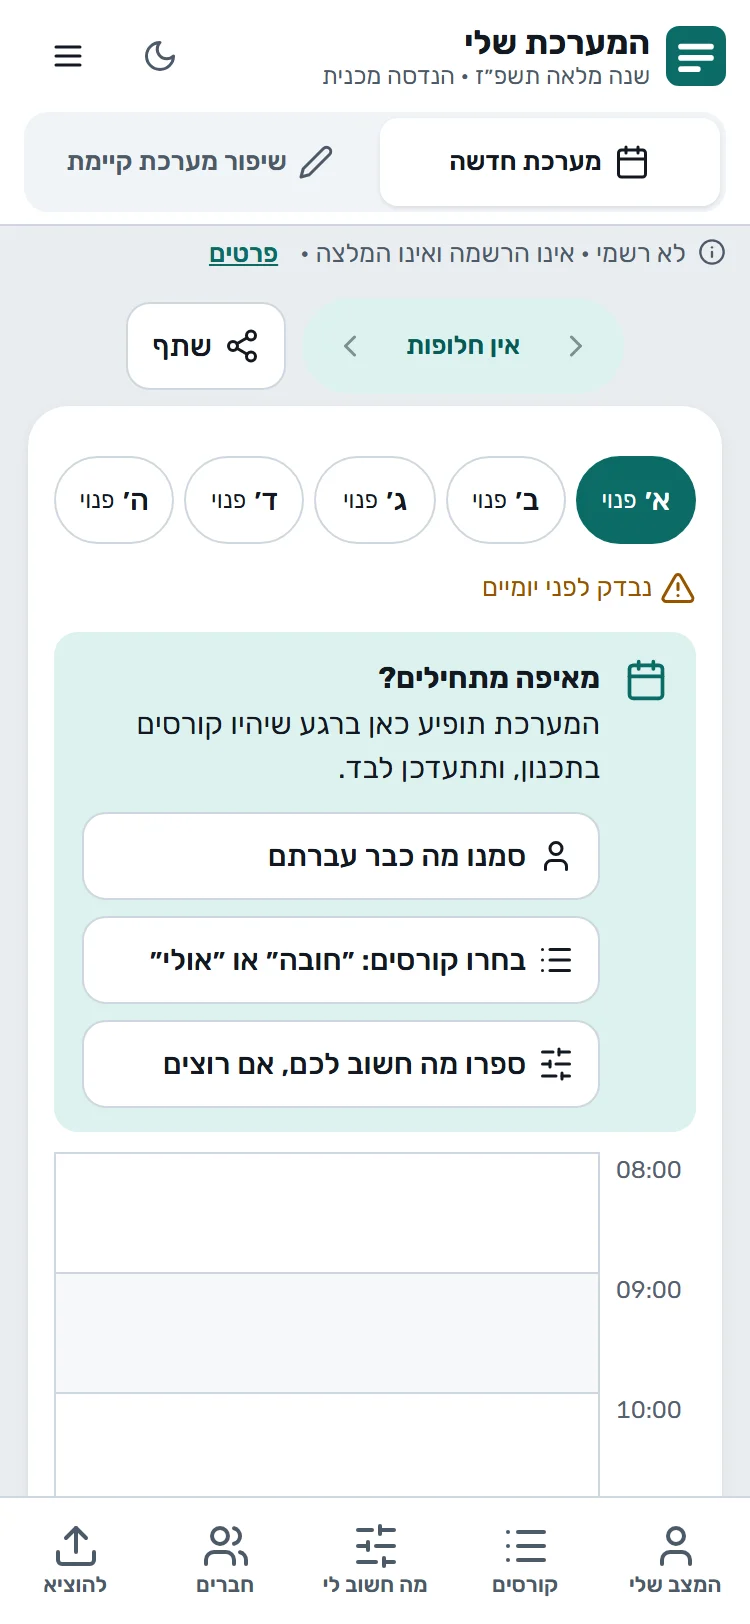 המערכת שלי
שנה מלאה תשפ״ז • הנדסה מכנית
מערכת חדשה
שיפור מערכת קיימת
לא רשמי • אינו הרשמה ואינו המלצה • פרטים
אין חלופות
שתף
א׳ פנוי
ב׳ פנוי
ג׳ פנוי
ד׳ פנוי
ה׳ פנוי
נבדק לפני יומיים
מאיפה מתחילים?
המערכת תופיע כאן ברגע שיהיו קורסים
בתכנון, ותתעדכן לבד.
סמנו מה כבר עברתם
בחרו קורסים: ״חובה״ או ״אולי״
ספרו מה חשוב לכם, אם רוצים
08:00
09:00
10:00
המצב שלי
קורסים
מה חשוב לי
חברים
להוציא